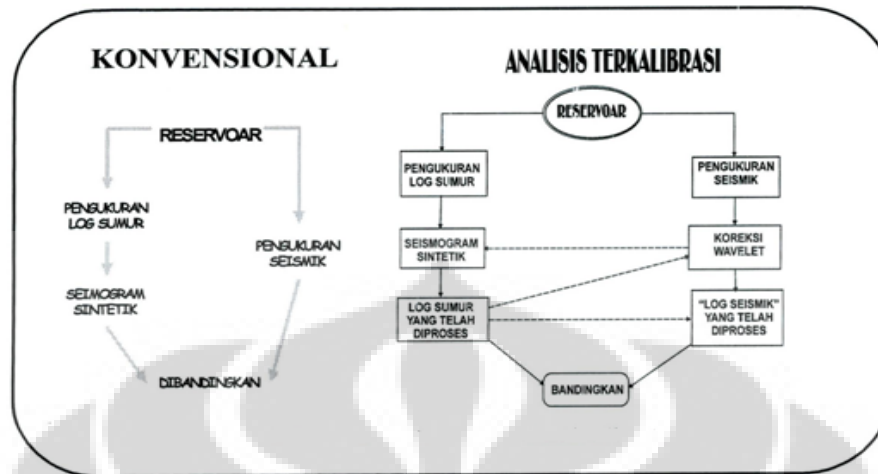 KONVENSIONAL
RESERVOAR
PENGUKURAN
LOG SUMUR
SEIMOGRAM
SINTETIK
PENGUKURAN
SEISMIK
DIBANDINGKAN
ANALISIS TERKALIBRASI
RESERVOAR
PENGUKURAN
LOG SUMUR
PENGUKURAN
SEISMIK
SEISMOGRAM
SINTETIK
KOREKSI
WAVELET
LOG SUMUR
YANG TELAH
DIPROSES
"LOG SEISMIK"
YANG TELAH
DIPROSES
BANDINGKAN